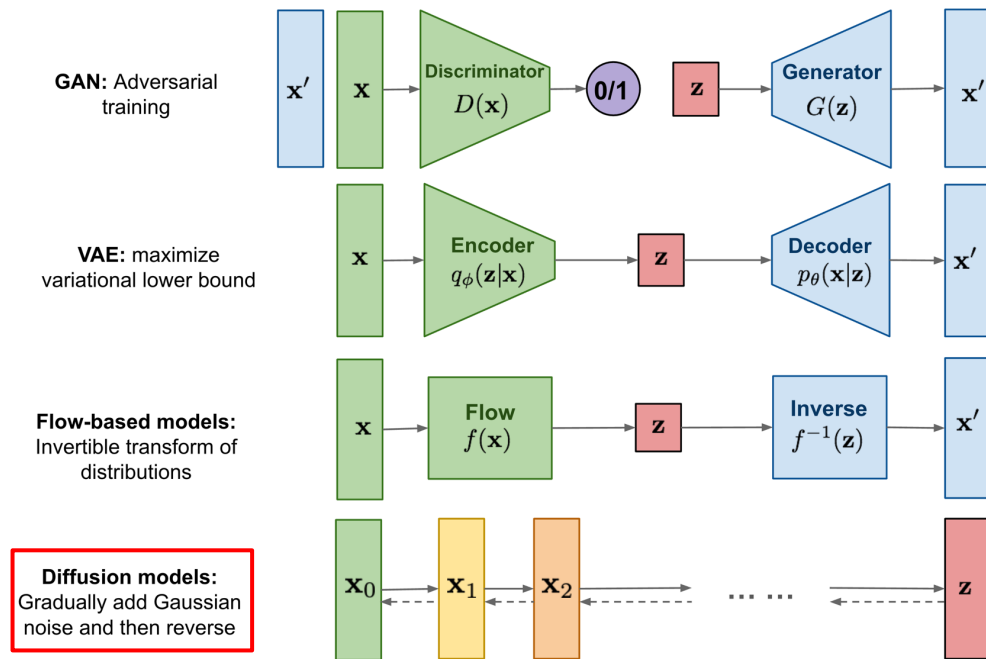 GAN: Adversarial
training
x′
x
Discriminator
D(x)
0/1
z
Generator
G(z)
x′
VAE: maximize
variational lower bound
x
Encoder
qϕ(z|x)
z
Decoder
pθ(x|z)
x′
Flow-based models:
Invertible transform of
distributions
x
Flow
f(x)
z
Inverse
f⁻¹(z)
x′
Diffusion models:
Gradually add Gaussian
noise and then reverse
x₀
x₁
x₂
... ...
z